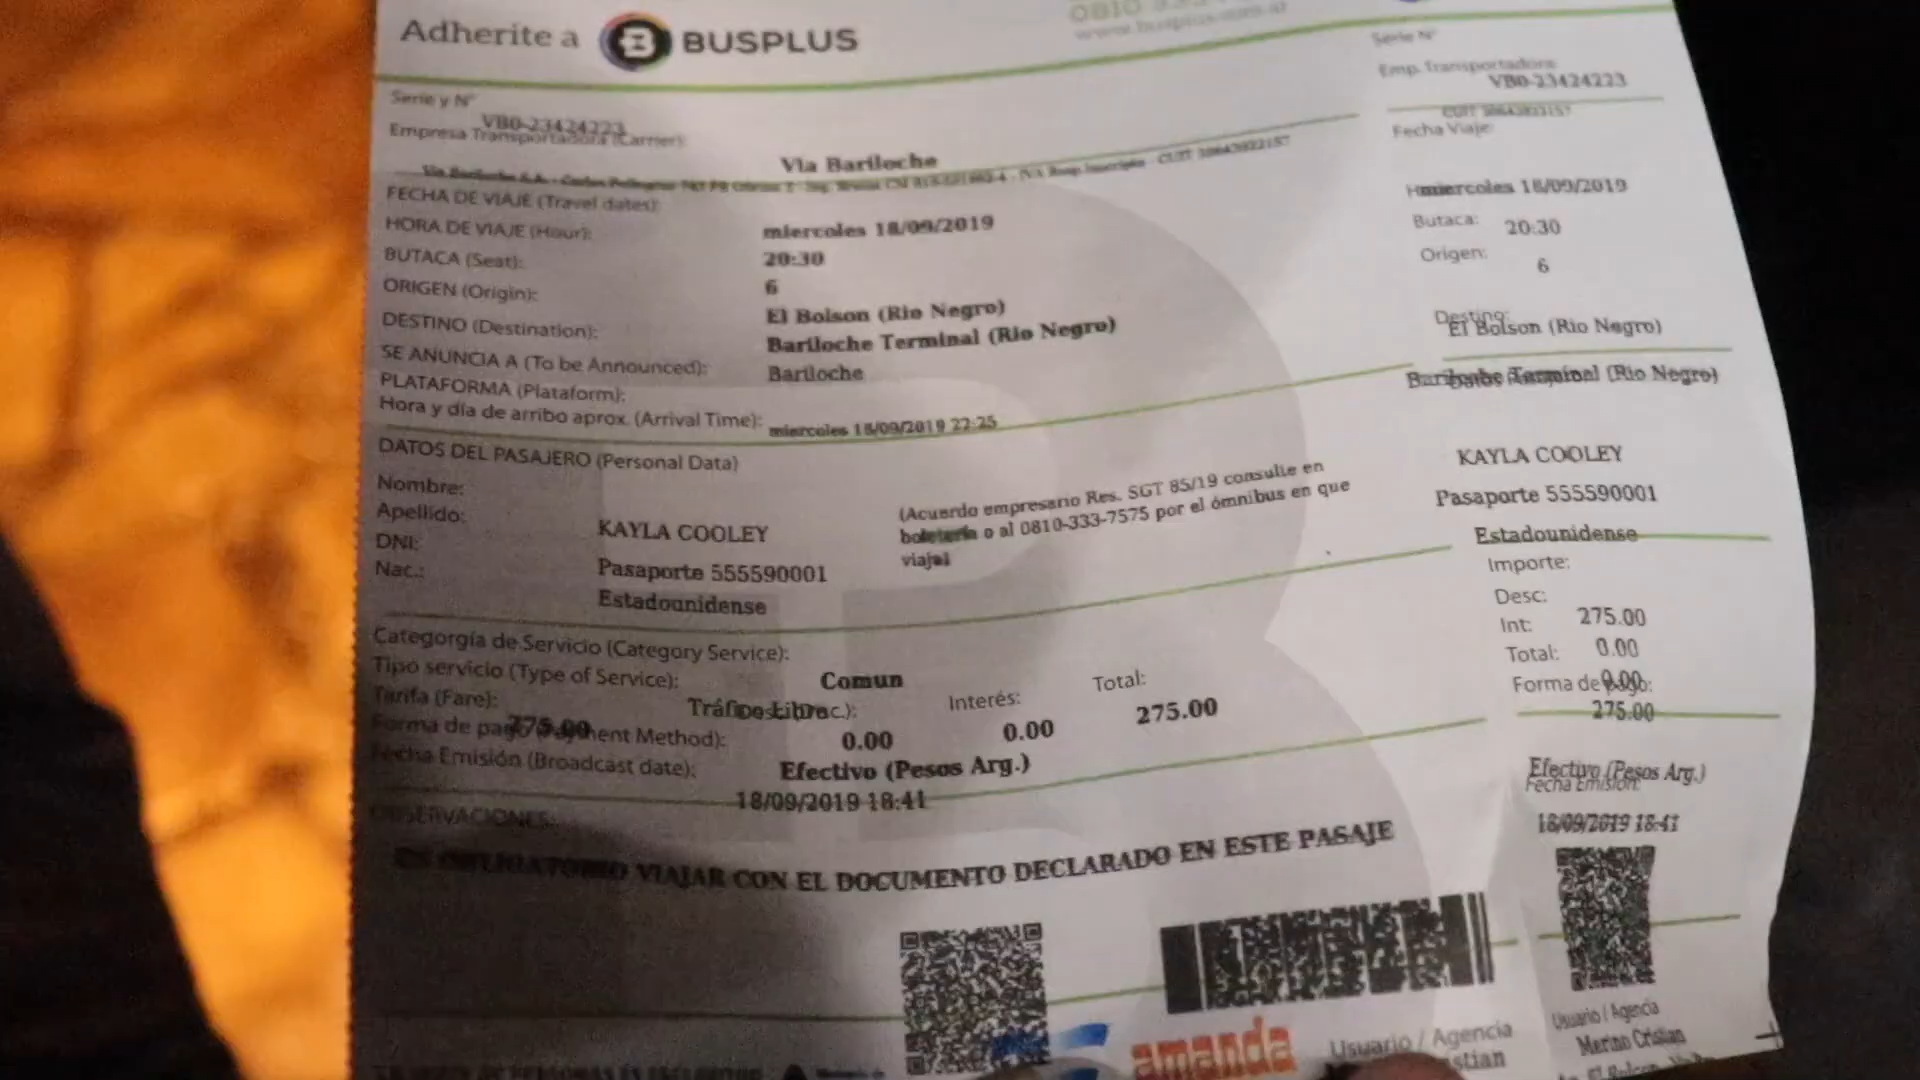 Adherite a BUSPLUS
Serie y N°
VB0-23424223
Empresa Transportadora (Carrier):
Via Bariloche
FECHA DE VIAJE (Travel dates):
miercoles 18/09/2019
HORA DE VIAJE (Hour):
20:30
BUTACA (Seat):
6
ORIGEN (Origin):
El Bolson (Rio Negro)
DESTINO (Destination):
Bariloche Terminal (Rio Negro)
SE ANUNCIA A (To be Announced):
Bariloche
PLATAFORMA (Plataform):
Hora y día de arribo aprox. (Arrival Time):
miercoles 18/09/2019 22:25
DATOS DEL PASAJERO (Personal Data)
Nombre:
Apellido:
KAYLA COOLEY
DNI:
Pasaporte 555590001
Nac.:
Estadounidense
(Acuerdo empresario Res. SGT 85/19 consulte en
boletería o al 0810-333-7575 por el ómnibus en que
viaja)
Categorgía de Servicio (Category Service):
Comun
Tipo servicio (Type of Service):
Tráfico Libre
Tarifa (Fare):
275.00
0.00
Interés:
0.00
Total:
275.00
Forma de pago (Payment Method):
Efectivo (Pesos Arg.)
Fecha Emisión (Broadcast date):
18/09/2019 18:41
OBSERVACIONES:
ES OBLIGATORIO VIAJAR CON EL DOCUMENTO DECLARADO EN ESTE PASAJE
amanda
Usuario / Agencia
stian
Serie N°
Emp. Transportadora:
VB0-23424223
Fecha Viaje:
miercoles 18/09/2019
Butaca:
20:30
Origen:
6
Destino:
El Bolson (Rio Negro)
Bariloche Terminal (Rio Negro)
KAYLA COOLEY
Pasaporte 555590001
Estadounidense
Importe:
Desc:
275.00
Int:
0.00
Total:
0.00
Forma de pago:
275.00
Efectivo (Pesos Arg.)
Fecha Emisión:
18/09/2019 18:41
Usuario / Agencia
Merino Cristian